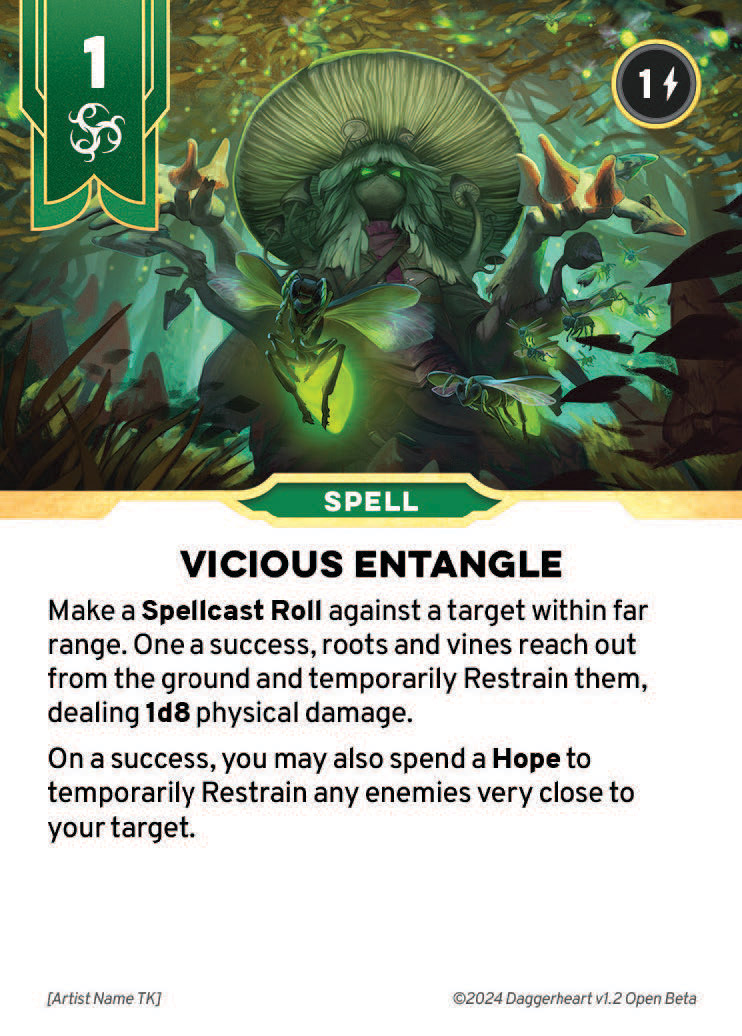 1
1
SPELL
VICIOUS ENTANGLE
Make a Spellcast Roll against a target within far
range. One a success, roots and vines reach out
from the ground and temporarily Restrain them,
dealing 1d8 physical damage.
On a success, you may also spend a Hope to
temporarily Restrain any enemies very close to
your target.
[Artist Name TK]
©2024 Daggerheart v1.2 Open Beta